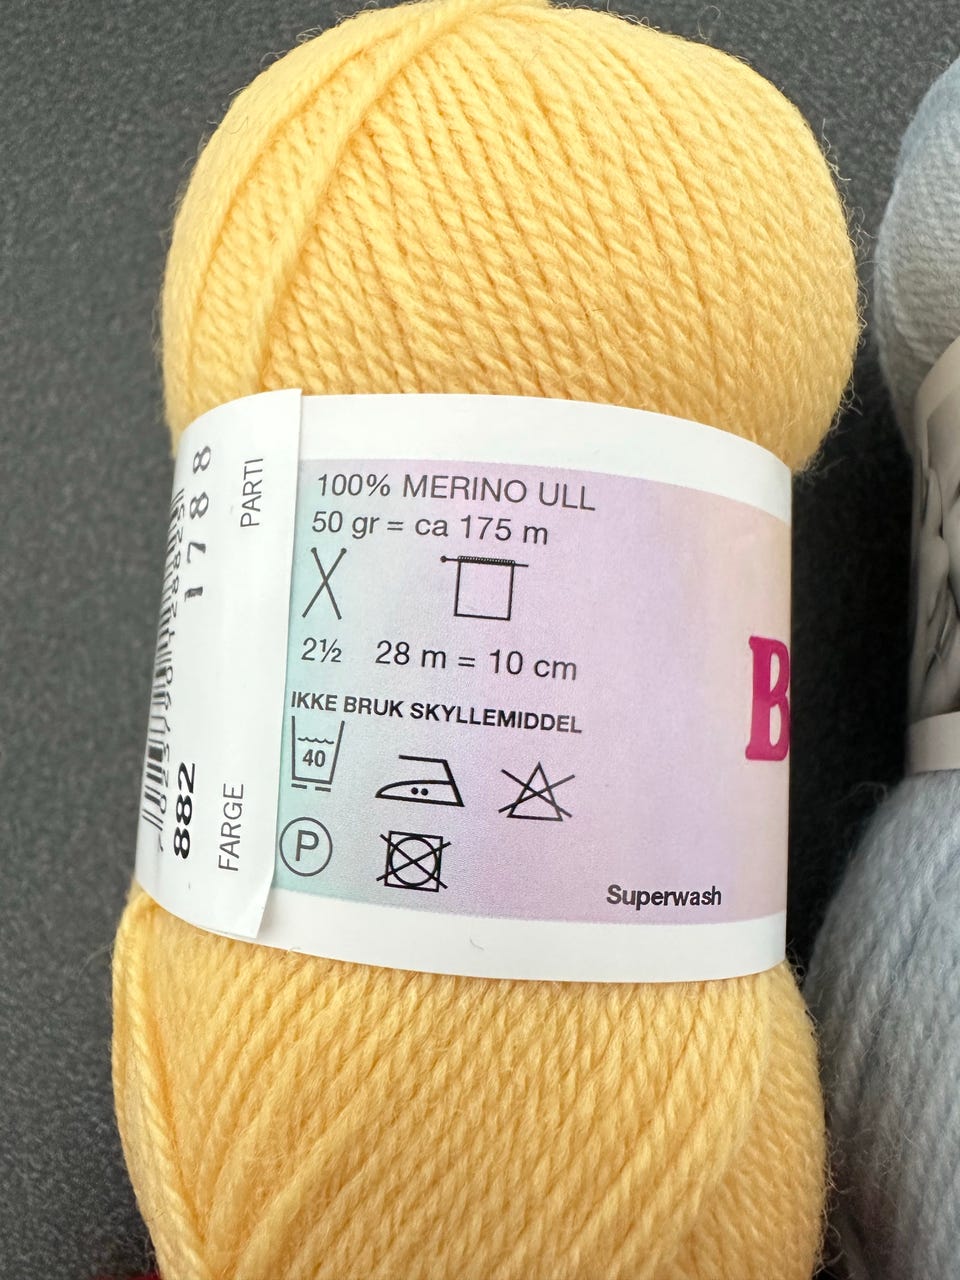 100% MERINO ULL
50 gr = ca 175 m
2½ 28 m = 10 cm
IKKE BRUK SKYLLEMIDDEL
40
P
Superwash
B
PARTI
1788
FARGE
882